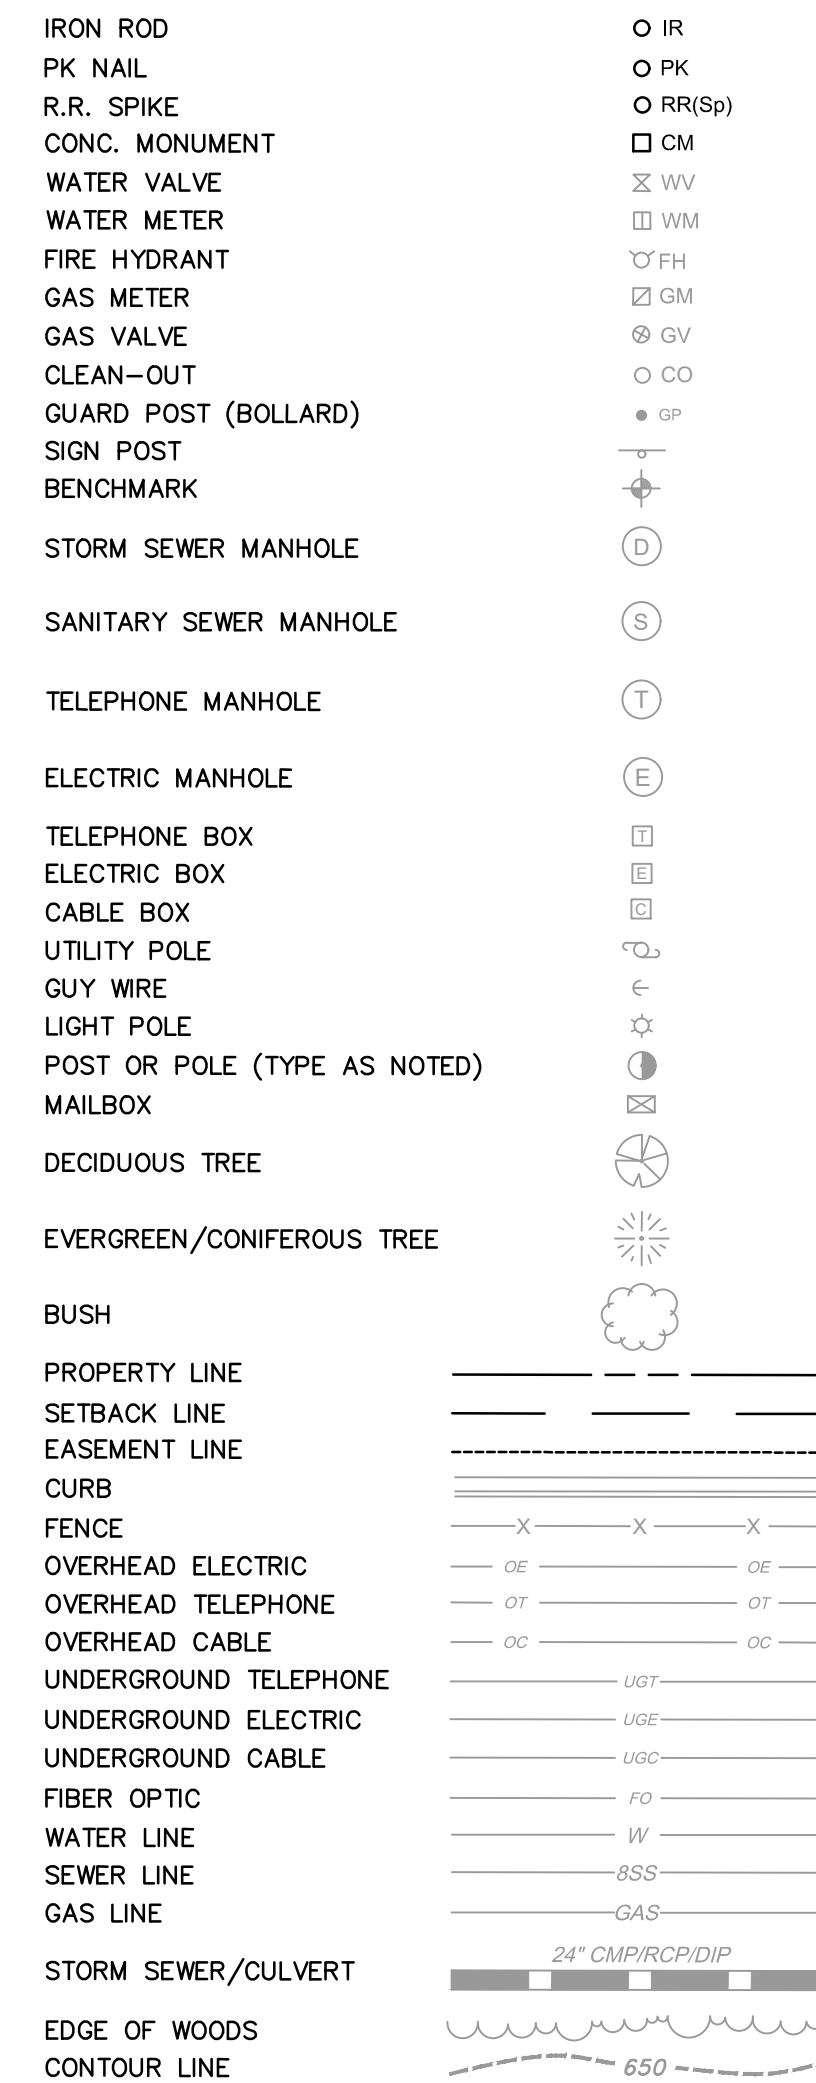 IRON ROD IR
PK NAIL PK
R.R. SPIKE RR(Sp)
CONC. MONUMENT CM
WATER VALVE WV
WATER METER WM
FIRE HYDRANT FH
GAS METER GM
GAS VALVE GV
CLEAN-OUT CO
GUARD POST (BOLLARD) GP
SIGN POST
BENCHMARK
STORM SEWER MANHOLE D
SANITARY SEWER MANHOLE S
TELEPHONE MANHOLE T
ELECTRIC MANHOLE E
TELEPHONE BOX T
ELECTRIC BOX E
CABLE BOX C
UTILITY POLE
GUY WIRE
LIGHT POLE
POST OR POLE (TYPE AS NOTED)
MAILBOX
DECIDUOUS TREE
EVERGREEN/CONIFEROUS TREE
BUSH
PROPERTY LINE
SETBACK LINE
EASEMENT LINE
CURB
FENCE X X X
OVERHEAD ELECTRIC OE OE
OVERHEAD TELEPHONE OT OT
OVERHEAD CABLE OC OC
UNDERGROUND TELEPHONE UGT
UNDERGROUND ELECTRIC UGE
UNDERGROUND CABLE UGC
FIBER OPTIC FO
WATER LINE W
SEWER LINE 8SS
GAS LINE GAS
24" CMP/RCP/DIP
STORM SEWER/CULVERT
EDGE OF WOODS
CONTOUR LINE 650